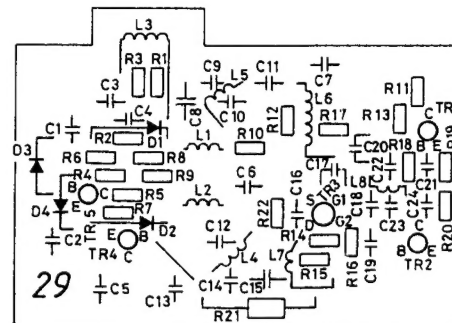 L3
R3 R1
C3
C4
C1
D3
R2 D1
R6 R8
R4 R9
B
C
E
R5
R7
D4
TR5
D2
C2
E B
TR4 C
29
C5
C13
C9
L5
C11
C7
C8
C10
R12
L6
R17
L1
R10
C6
L2
C12
L4
C14
C15
R21
L7
R22
C16
C17
TR3
S G1
D G2
R14
R15
R16
C19
C18
L8
C20
C22
C23
R13
R11
C TR
B E
R18
R19
C21
C24
R20
C
B E
TR2